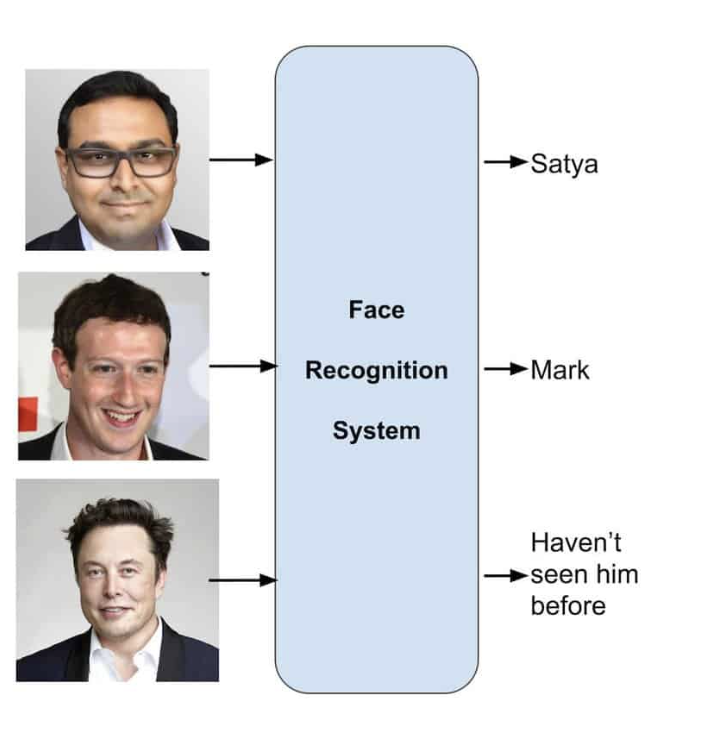 Satya
Face
Recognition
System
Mark
Haven’t
seen him
before